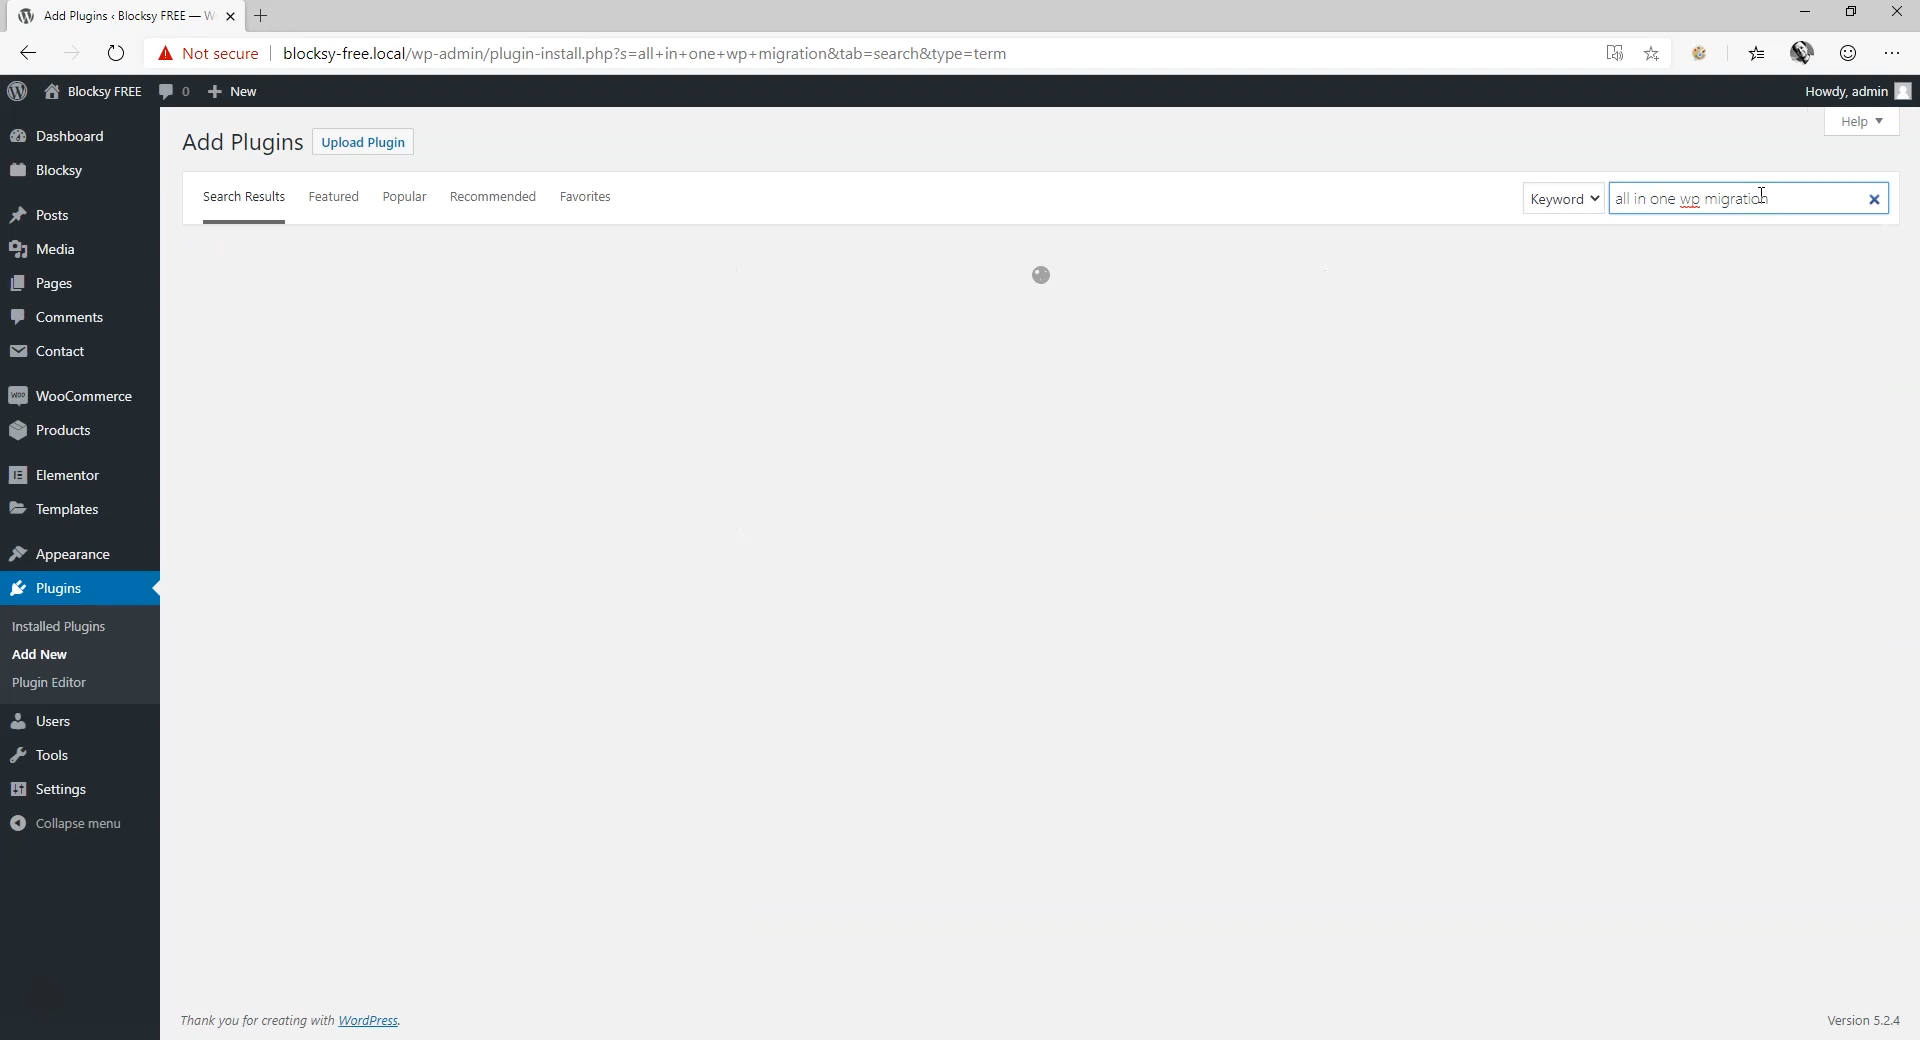 Add Plugins ‹ Blocksy FREE — W
Not secure
blocksy-free.local/wp-admin/plugin-install.php?s=all+in+one+wp+migration&tab=search&type=term
Blocksy FREE
0
New
Howdy, admin
Help
Dashboard
Blocksy
Posts
Media
Pages
Comments
Contact
WooCommerce
Products
Elementor
Templates
Appearance
Plugins
Installed Plugins
Add New
Plugin Editor
Users
Tools
Settings
Collapse menu
Add Plugins
Upload Plugin
Search Results
Featured
Popular
Recommended
Favorites
Keyword
all in one wp migration
Thank you for creating with WordPress.
Version 5.2.4